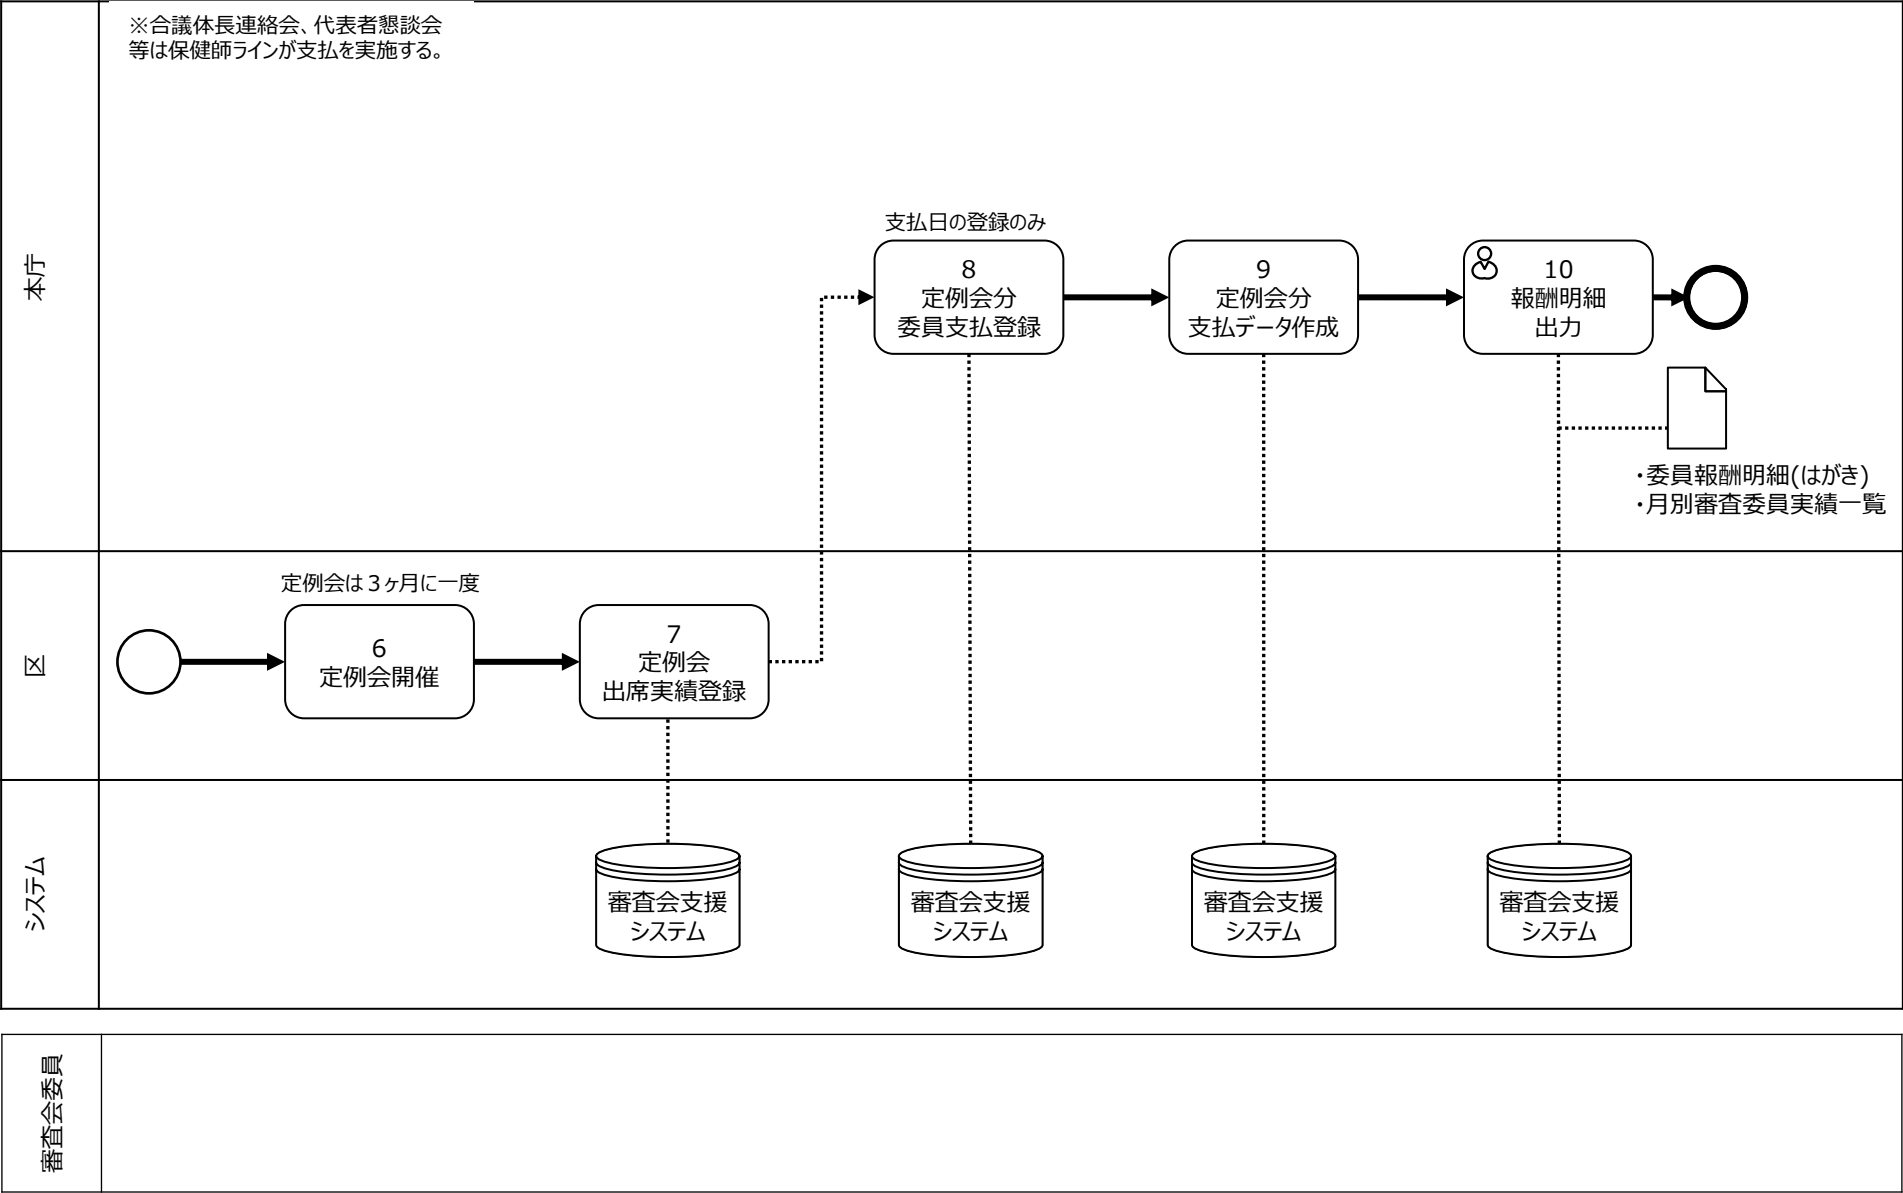 ※合議体長連絡会、代表者懇談会
等は保健師ラインが支払を実施する。
本庁
支払日の登録のみ
8
定例会分
委員支払登録
9
定例会分
支払データ作成
10
報酬明細
出力
・委員報酬明細(はがき)
・月別審査委員実績一覧
区
定例会は３ヶ月に一度
6
定例会開催
7
定例会
出席実績登録
システム
審査会支援
システム
審査会支援
システム
審査会支援
システム
審査会支援
システム
審査会委員